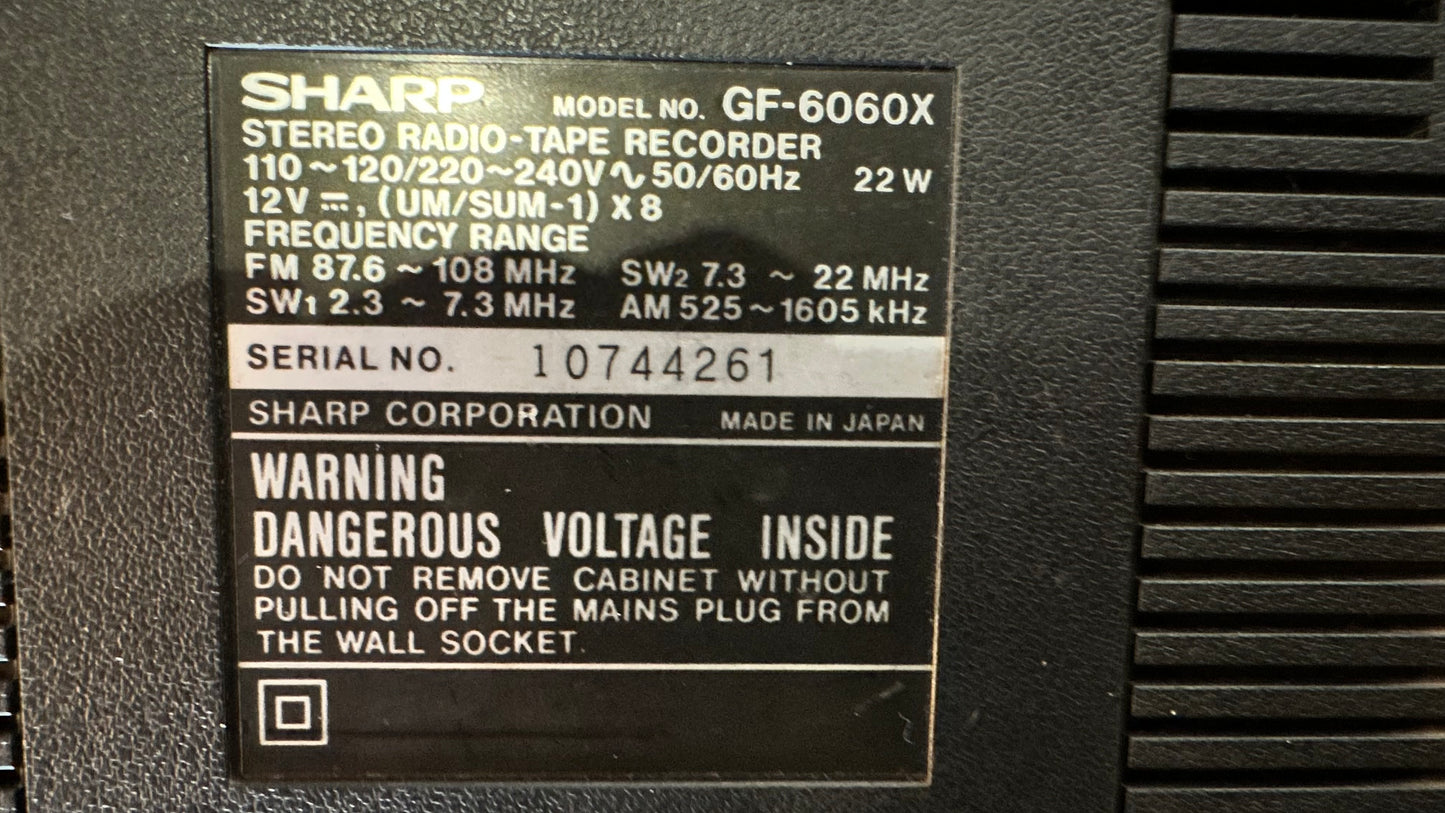 SHARP MODEL NO. GF-6060X
STEREO RADIO-TAPE RECORDER
110～120/220～240V∿50/60Hz 22W
12V⎓, (UM/SUM-1) X 8
FREQUENCY RANGE
FM 87.6 ～ 108 MHz SW2 7.3 ～ 22 MHz
SW1 2.3 ～ 7.3 MHz AM 525～1605 kHz
SERIAL NO. 10744261
SHARP CORPORATION MADE IN JAPAN
WARNING
DANGEROUS VOLTAGE INSIDE
DO NOT REMOVE CABINET WITHOUT
PULLING OFF THE MAINS PLUG FROM
THE WALL SOCKET.